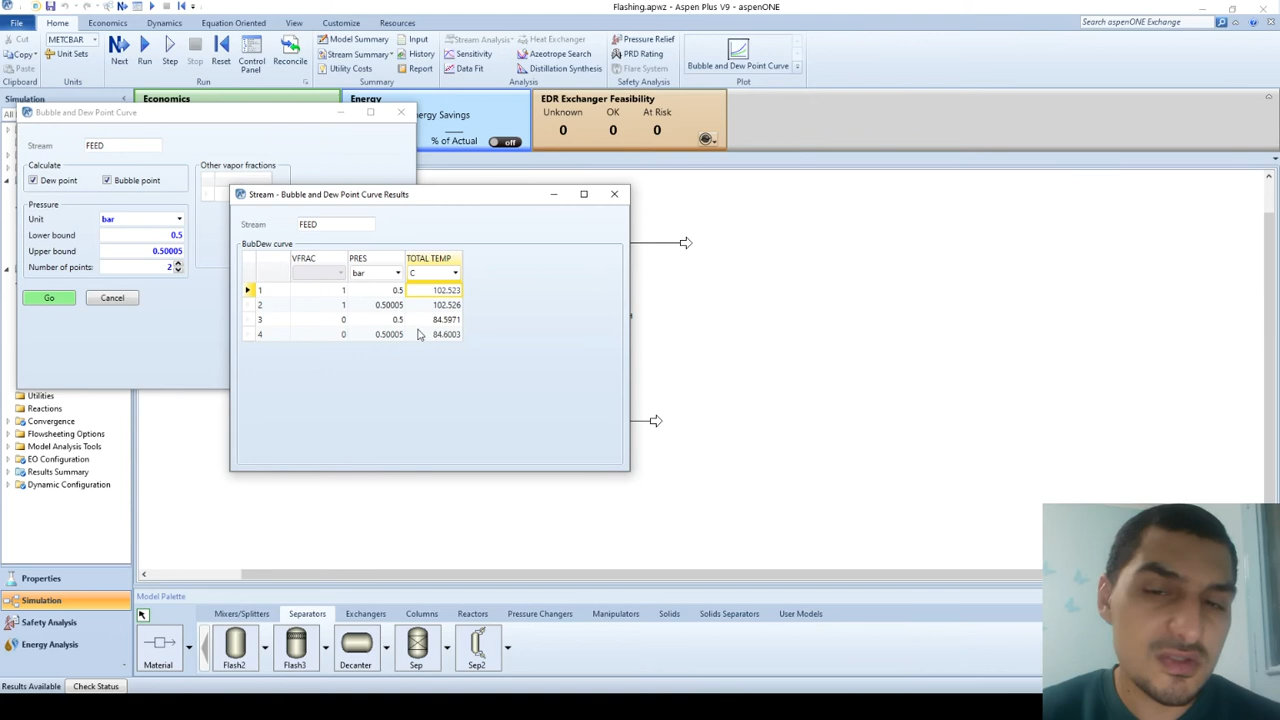 Flashing.apwz - Aspen Plus V9 - aspenONE
File Home Economics Dynamics Equation Oriented View Customize Resources Search aspenONE Exchange
Cut METCBAR Model Summary Input Stream Analysis Heat Exchanger Pressure Relief
Copy Unit Sets Next Run Step Stop Reset Control Panel Reconcile Stream Summary History Sensitivity Azeotrope Search PRD Rating Bubble and Dew Point Curve
Paste Utility Costs Report Data Fit Distillation Synthesis Flare System
Clipboard Units Run Summary Analysis Safety Analysis Plot
Simulation Economics Energy EDR Exchanger Feasibility
All Bubble and Dew Point Curve nergy Savings Unknown OK At Risk
% of Actual off 0 0 0
Stream FEED
Calculate Other vapor fractions
Dew point Bubble point
Pressure
Unit bar
Lower bound 0.5
Upper bound 0.50005
Number of points: 2
Go Cancel
Stream - Bubble and Dew Point Curve Results
Stream FEED
BubDew curve
VFRAC PRES TOTAL TEMP
bar C
1 1 0.5 102.523
2 1 0.50005 102.526
3 0 0.5 84.5971
4 0 0.50005 84.6003
Utilities
Reactions
Convergence
Flowsheeting Options
Model Analysis Tools
EO Configuration
Results Summary
Dynamic Configuration
Properties
Simulation
Safety Analysis
Energy Analysis
Model Palette
Mixers/Splitters Separators Exchangers Columns Reactors Pressure Changers Manipulators Solids Solids Separators User Models
Material Flash2 Flash3 Decanter Sep Sep2
Results Available Check Status